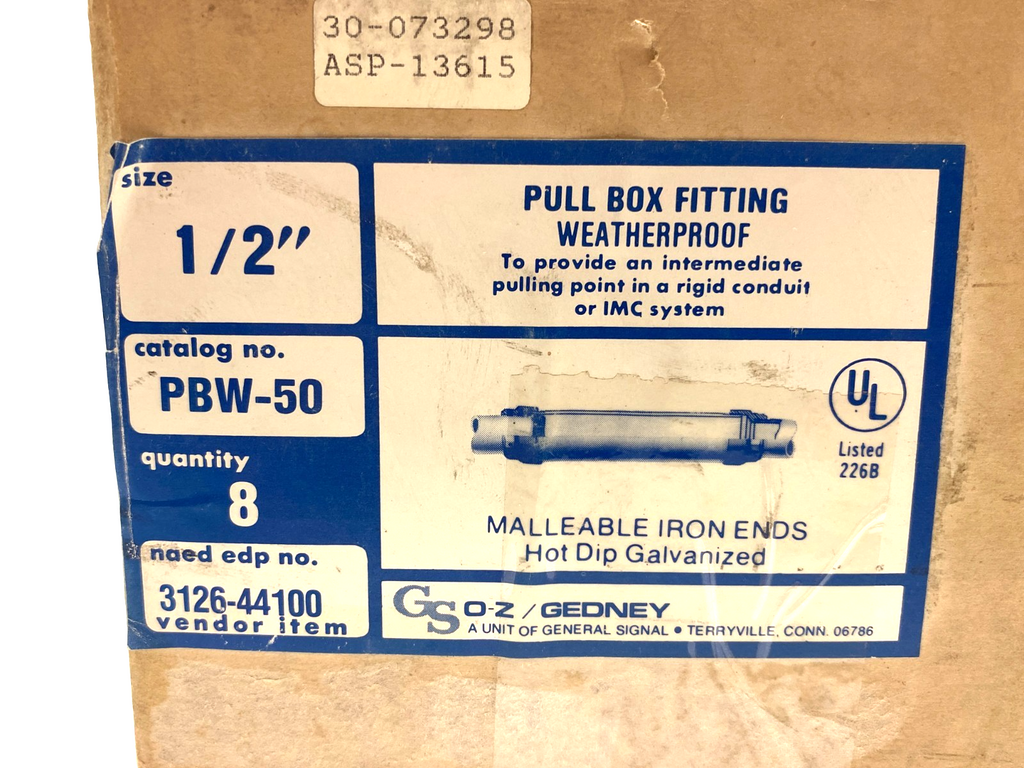 30-073298
ASP-13615
size
1/2"
PULL BOX FITTING
WEATHERPROOF
To provide an intermediate
pulling point in a rigid conduit
or IMC system
catalog no.
PBW-50
UL
Listed
226B
quantity
8
MALLEABLE IRON ENDS
Hot Dip Galvanized
naed edp no.
3126-44100
vendor item
GS O-Z/GEDNEY
A UNIT OF GENERAL SIGNAL • TERRYVILLE, CONN. 06786